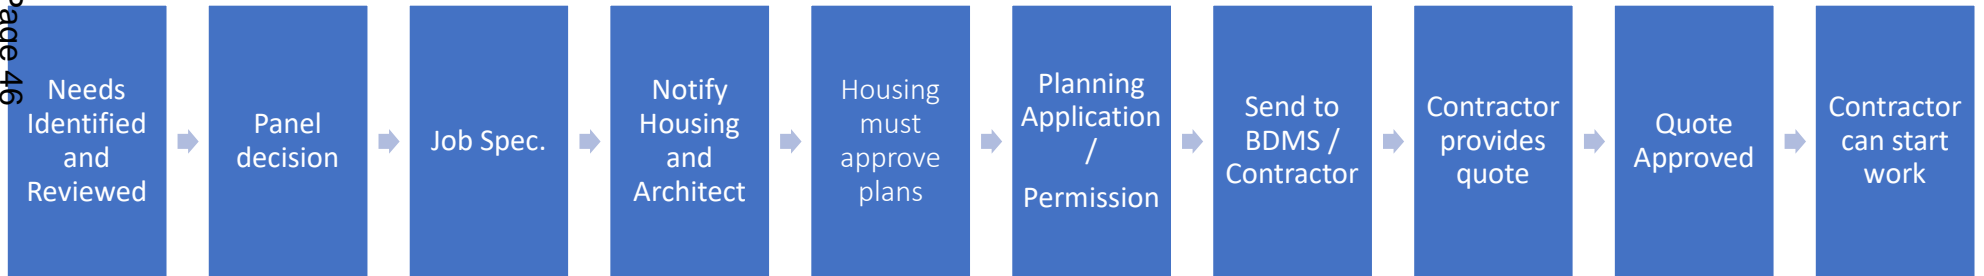 Page 46
Needs
Identified
and
Reviewed
Panel
decision
Job Spec.
Notify
Housing
and
Architect
Housing
must
approve
plans
Planning
Application
/
Permission
Send to
BDMS /
Contractor
Contractor
provides
quote
Quote
Approved
Contractor
can start
work